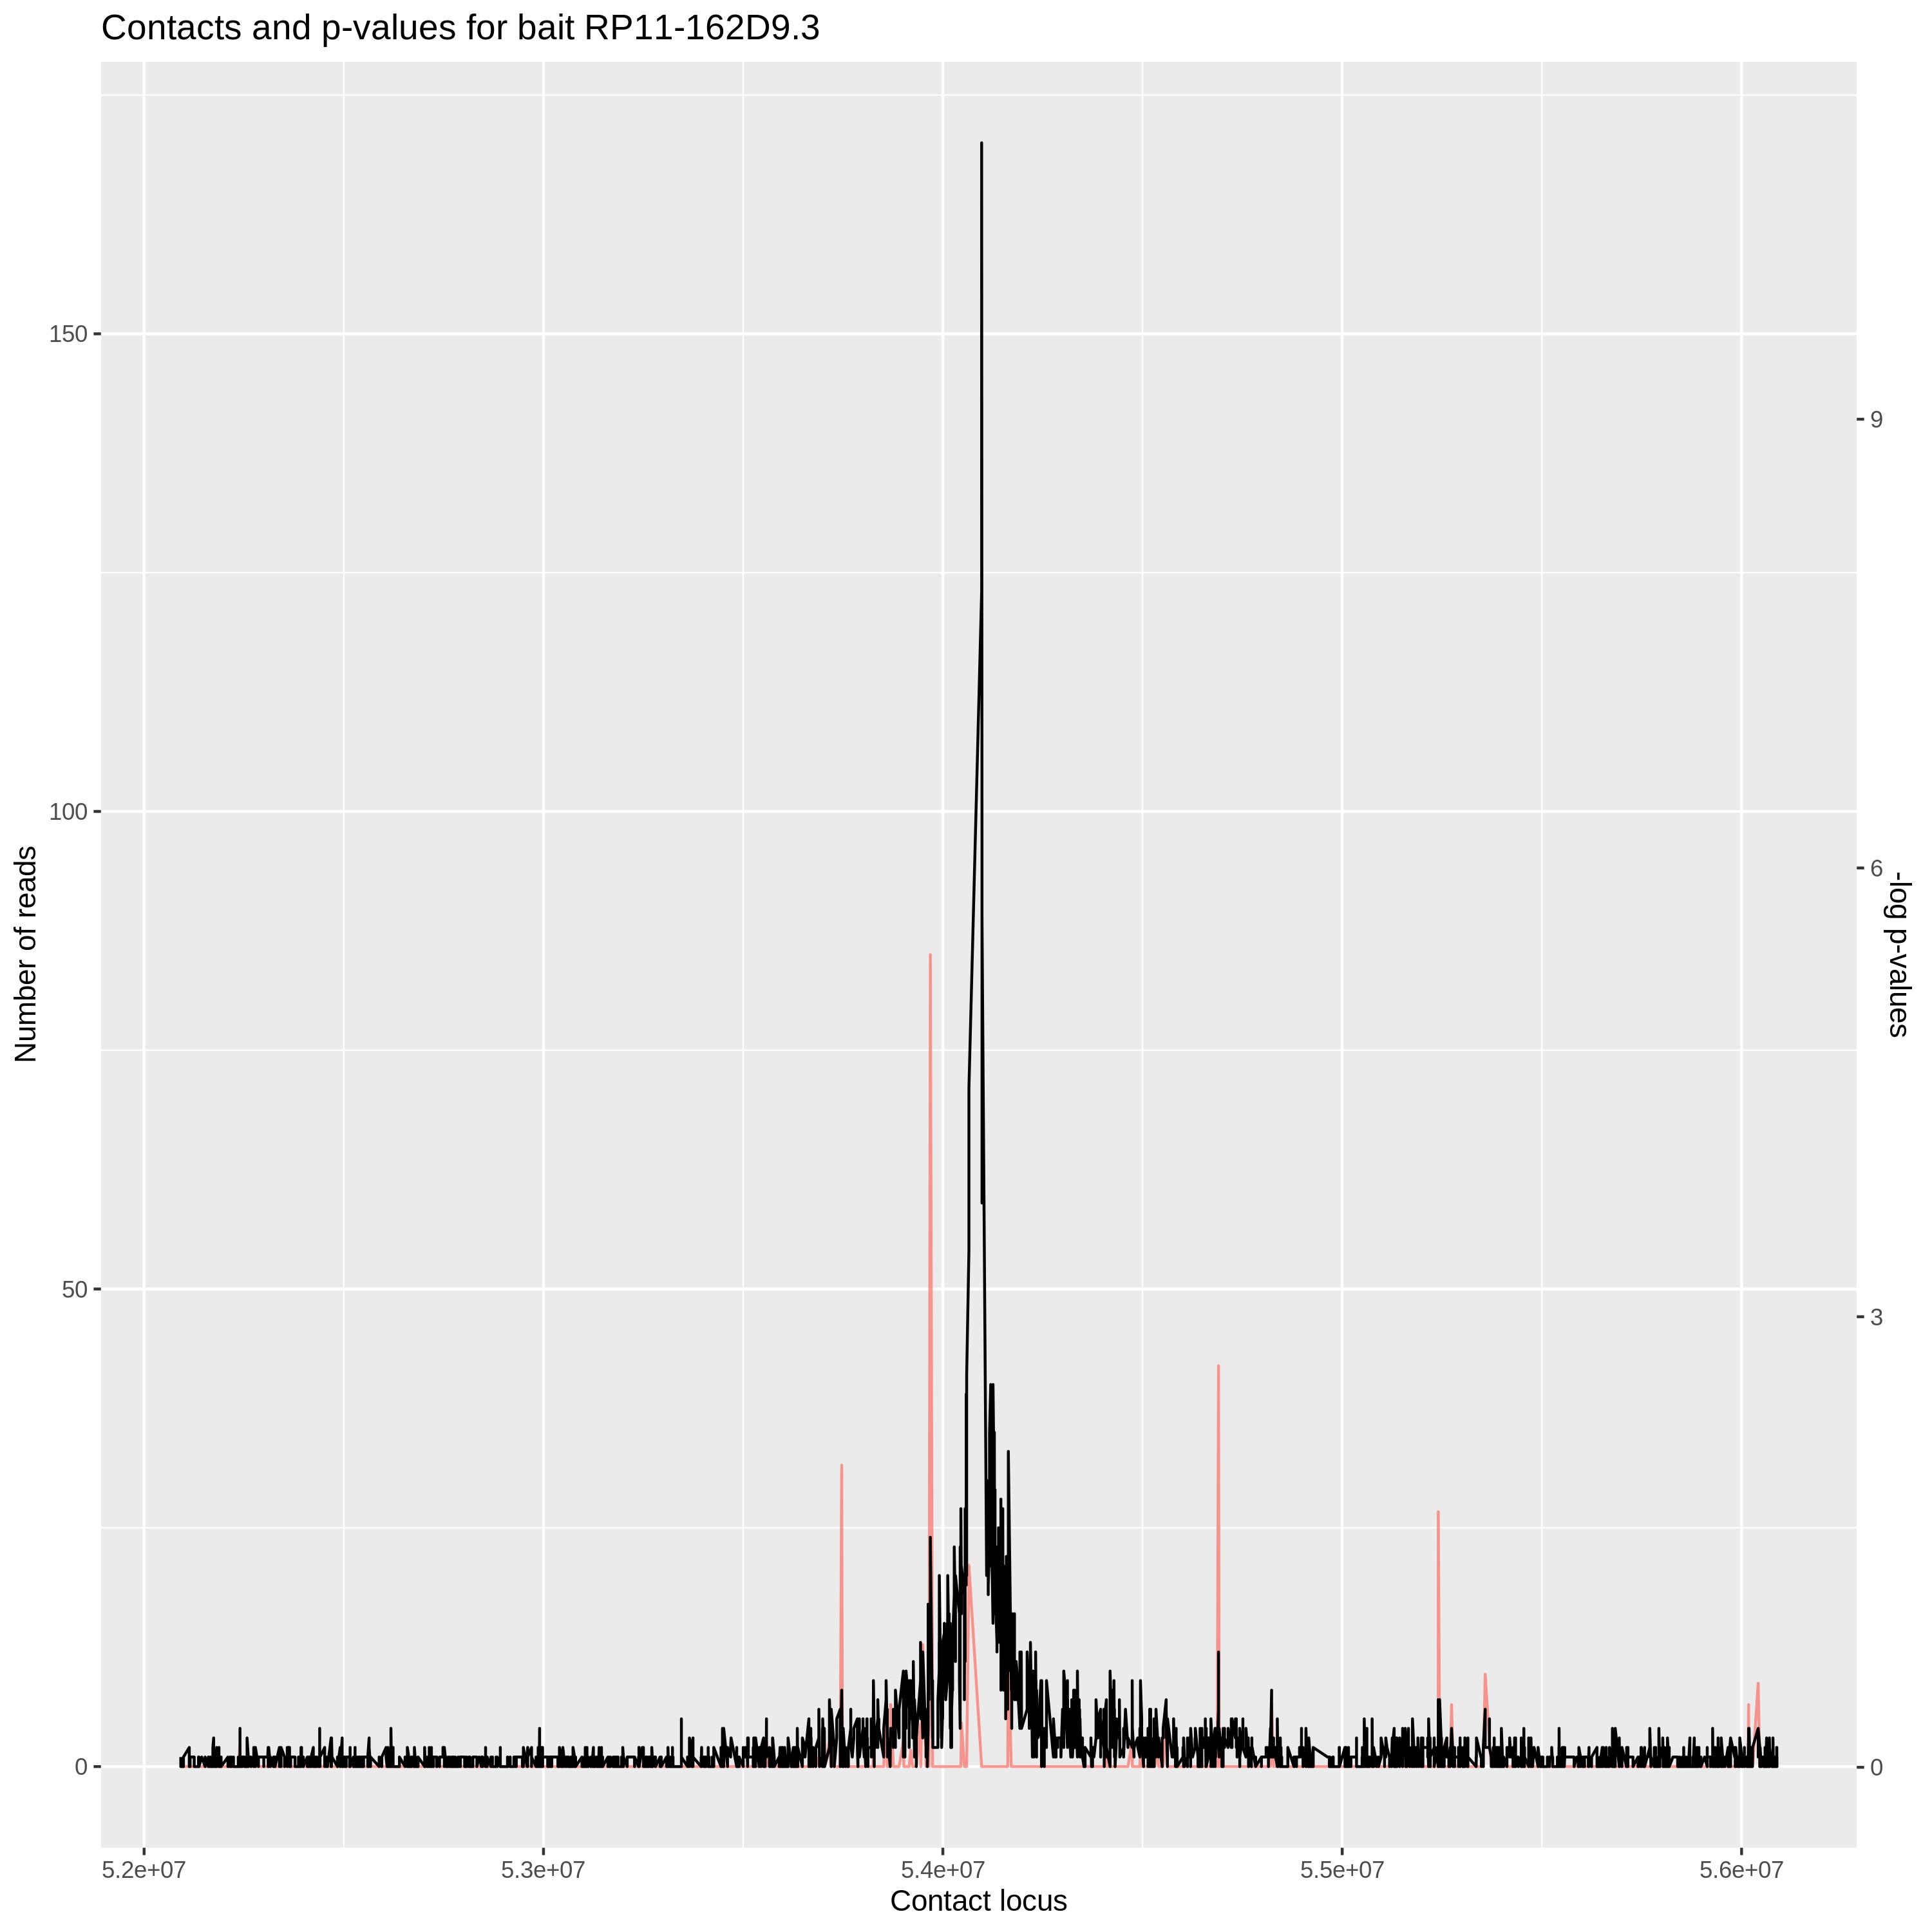 Contacts and p-values for bait RP11-162D9.3
Number of reads
150
100
50
0
9
6
3
0
-log p-values
5.2e+07
5.3e+07
5.4e+07
5.5e+07
5.6e+07
Contact locus